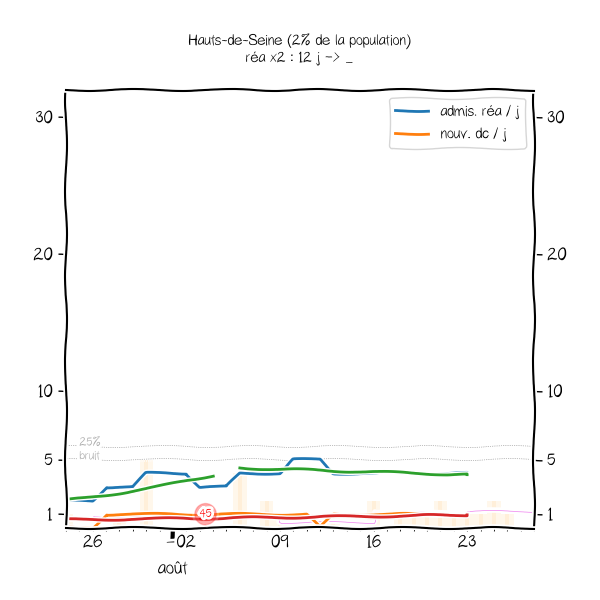 Hauts-de-Seine (2% de la population)
réa x2 : 12 j -> _
admis. réa / j
nouv. dc / j
30
30
20
20
10
10
25%
bruit
5
5
45
1
1
26
02
09
16
23
août